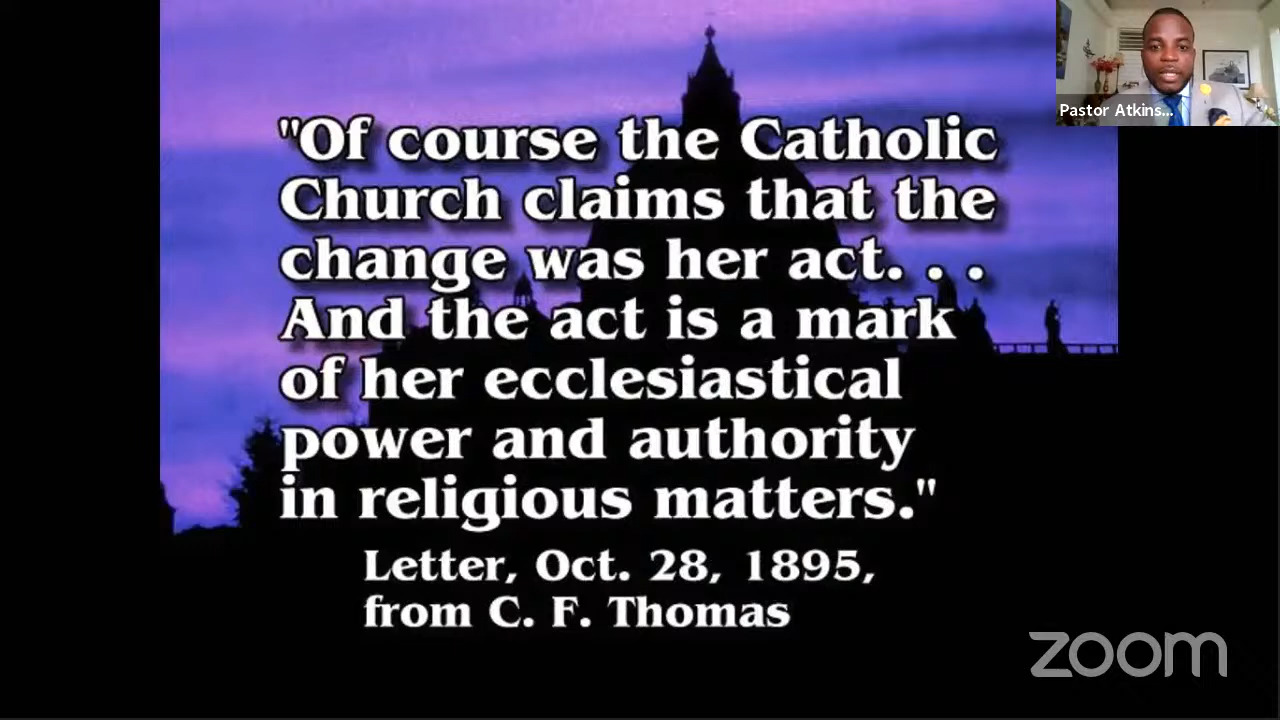 "Of course the Catholic
Church claims that the
change was her act. . .
And the act is a mark
of her ecclesiastical
power and authority
in religious matters."
Letter, Oct. 28, 1895,
from C. F. Thomas
Pastor Atkins...
zoom